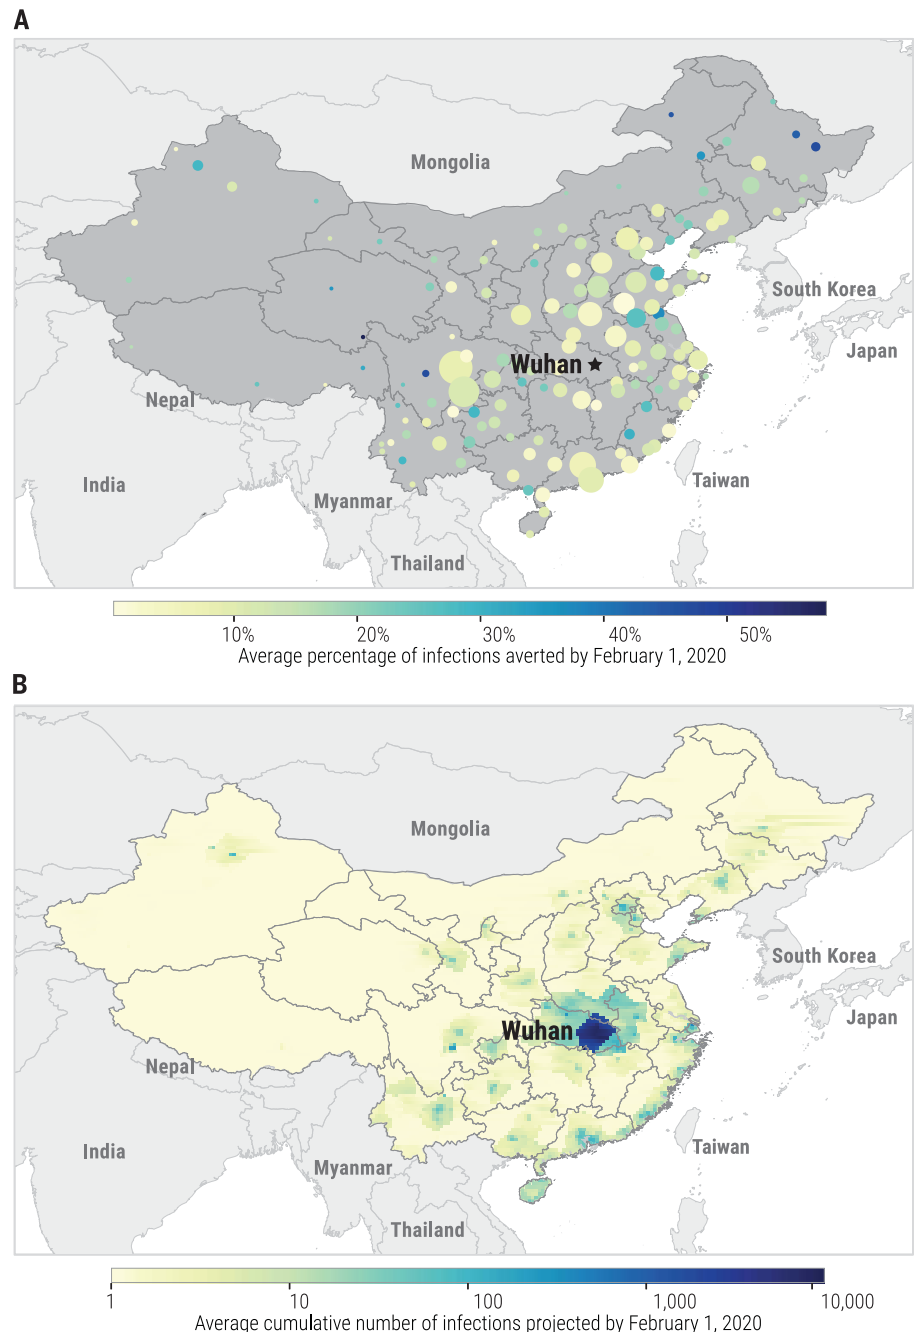 A
Mongolia
South Korea
Japan
Wuhan
Nepal
India
Taiwan
Myanmar
Thailand
10% 20% 30% 40% 50%
Average percentage of infections averted by February 1, 2020
B
Mongolia
South Korea
Japan
Wuhan
Nepal
India
Taiwan
Myanmar
Thailand
1 10 100 1,000 10,000
Average cumulative number of infections projected by February 1, 2020